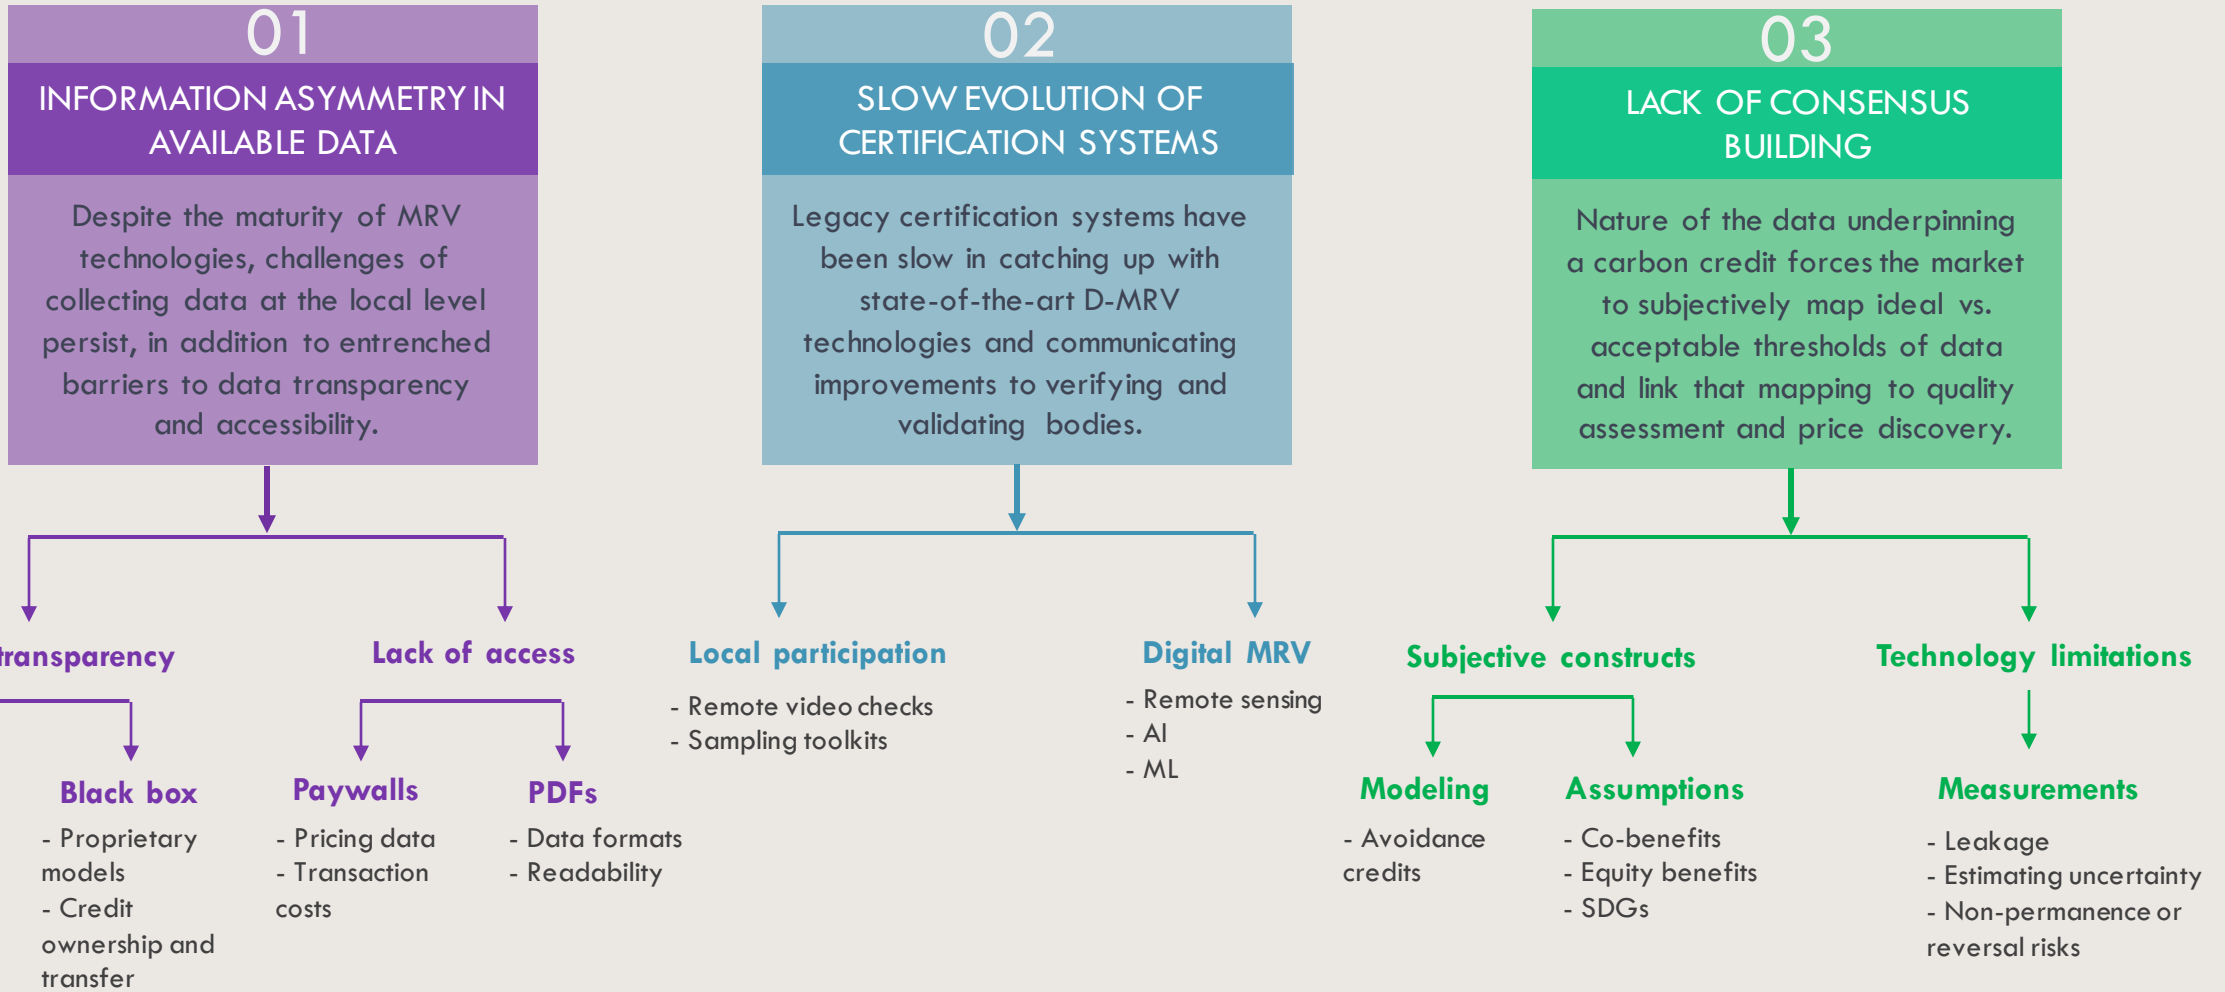 01
INFORMATION ASYMMETRY IN
AVAILABLE DATA
Despite the maturity of MRV
technologies, challenges of
collecting data at the local level
persist, in addition to entrenched
barriers to data transparency
and accessibility.
transparency
Lack of access
Black box
- Proprietary
models
- Credit
ownership and
transfer
Paywalls
- Pricing data
- Transaction
costs
PDFs
- Data formats
- Readability
02
SLOW EVOLUTION OF
CERTIFICATION SYSTEMS
Legacy certification systems have
been slow in catching up with
state-of-the-art D-MRV
technologies and communicating
improvements to verifying and
validating bodies.
Local participation
- Remote video checks
- Sampling toolkits
Digital MRV
- Remote sensing
- AI
- ML
03
LACK OF CONSENSUS
BUILDING
Nature of the data underpinning
a carbon credit forces the market
to subjectively map ideal vs.
acceptable thresholds of data
and link that mapping to quality
assessment and price discovery.
Subjective constructs
Technology limitations
Modeling
- Avoidance
credits
Assumptions
- Co-benefits
- Equity benefits
- SDGs
Measurements
- Leakage
- Estimating uncertainty
- Non-permanence or
reversal risks